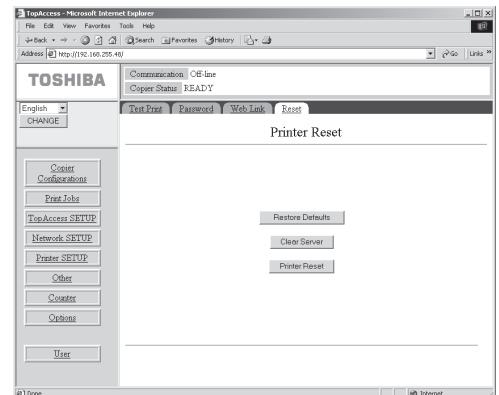 TopAccess - Microsoft Internet Explorer
File Edit View Favorites Tools Help
Back Search Favorites History
Address http://192.168.255.48/ Go Links »
TOSHIBA
Communication Off-line
Copier Status READY
English
CHANGE
Test Print Password Web Link Reset
Printer Reset
Copier
Configurations
Print Jobs
TopAccess SETUP
Network SETUP
Printer SETUP
Other
Counter
Options
User
Restore Defaults
Clear Server
Printer Reset
Done Internet